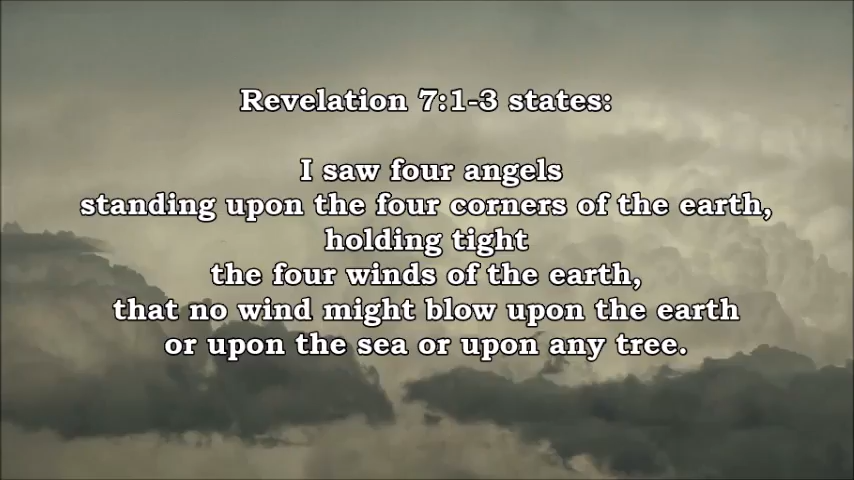 Revelation 7:1-3 states:
I saw four angels
standing upon the four corners of the earth,
holding tight
the four winds of the earth,
that no wind might blow upon the earth
or upon the sea or upon any tree.